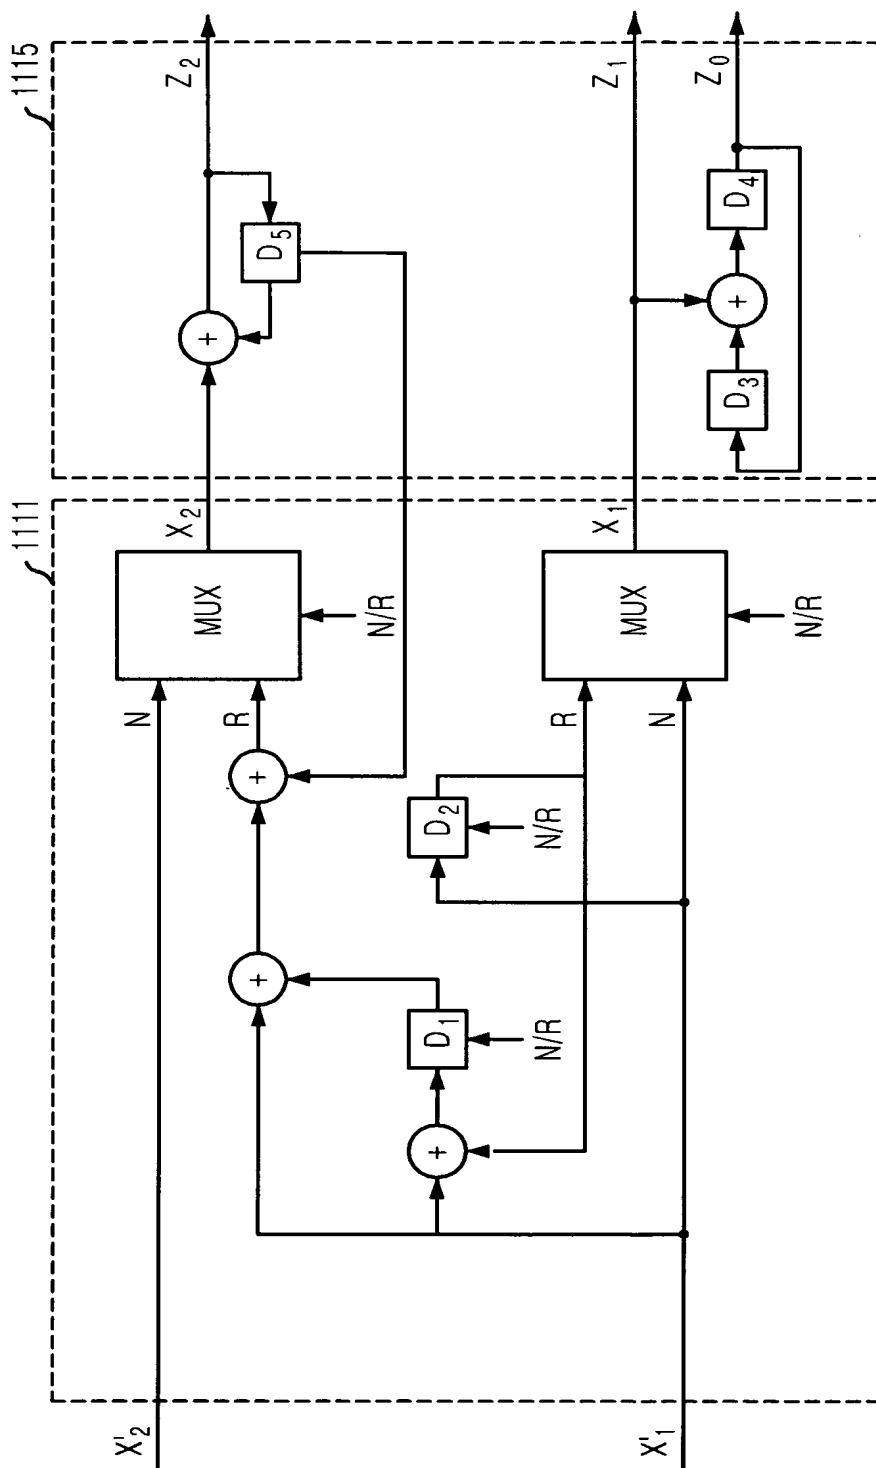 1115
Z2
Z1
Z0
+
D5
+
D3
D4
1111
X2
X1
MUX
N/R
MUX
N/R
N
R
R
N
+
+
D2
N/R
D1
N/R
+
X'2
X'1